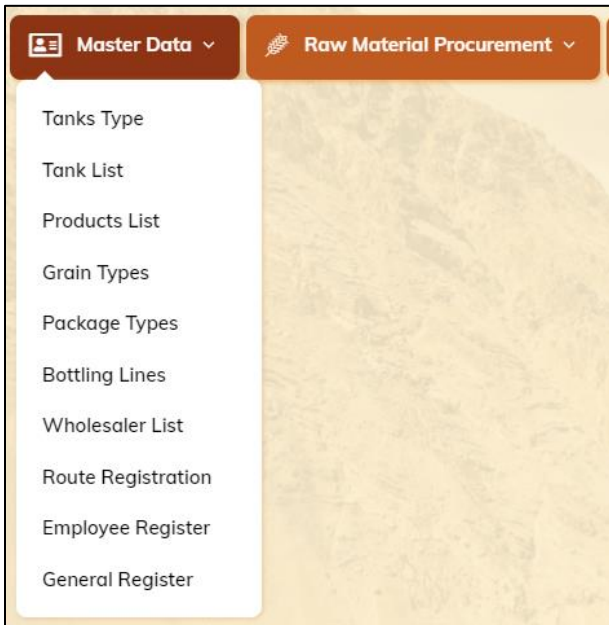 Master Data
Raw Material Procurement
Tanks Type
Tank List
Products List
Grain Types
Package Types
Bottling Lines
Wholesaler List
Route Registration
Employee Register
General Register